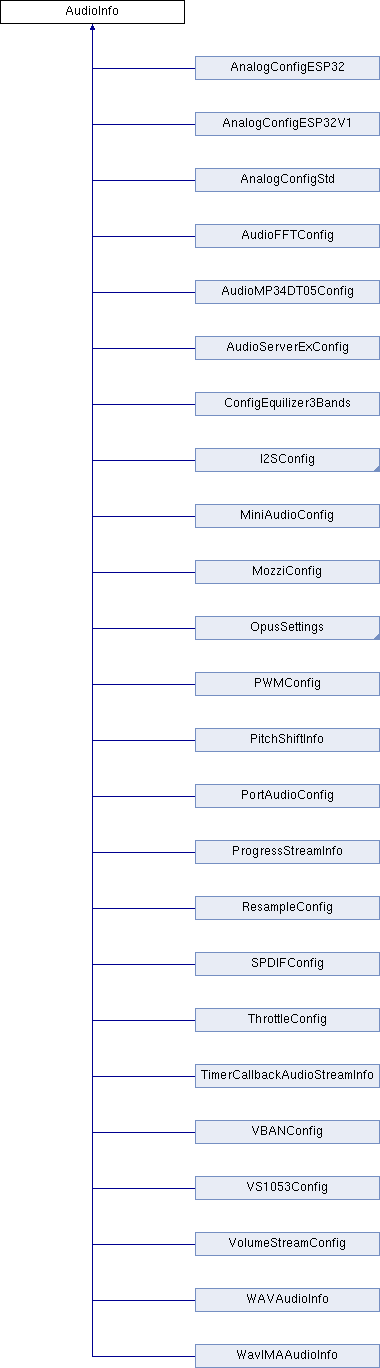 AudioInfo
AnalogConfigESP32
AnalogConfigESP32V1
AnalogConfigStd
AudioFFTConfig
AudioMP34DT05Config
AudioServerExConfig
ConfigEquilizer3Bands
I2SConfig
MiniAudioConfig
MozziConfig
OpusSettings
PWMConfig
PitchShiftInfo
PortAudioConfig
ProgressStreamInfo
ResampleConfig
SPDIFConfig
ThrottleConfig
TimerCallbackAudioStreamInfo
VBANConfig
VS1053Config
VolumeStreamConfig
WAVAudioInfo
WavIMAAudioInfo